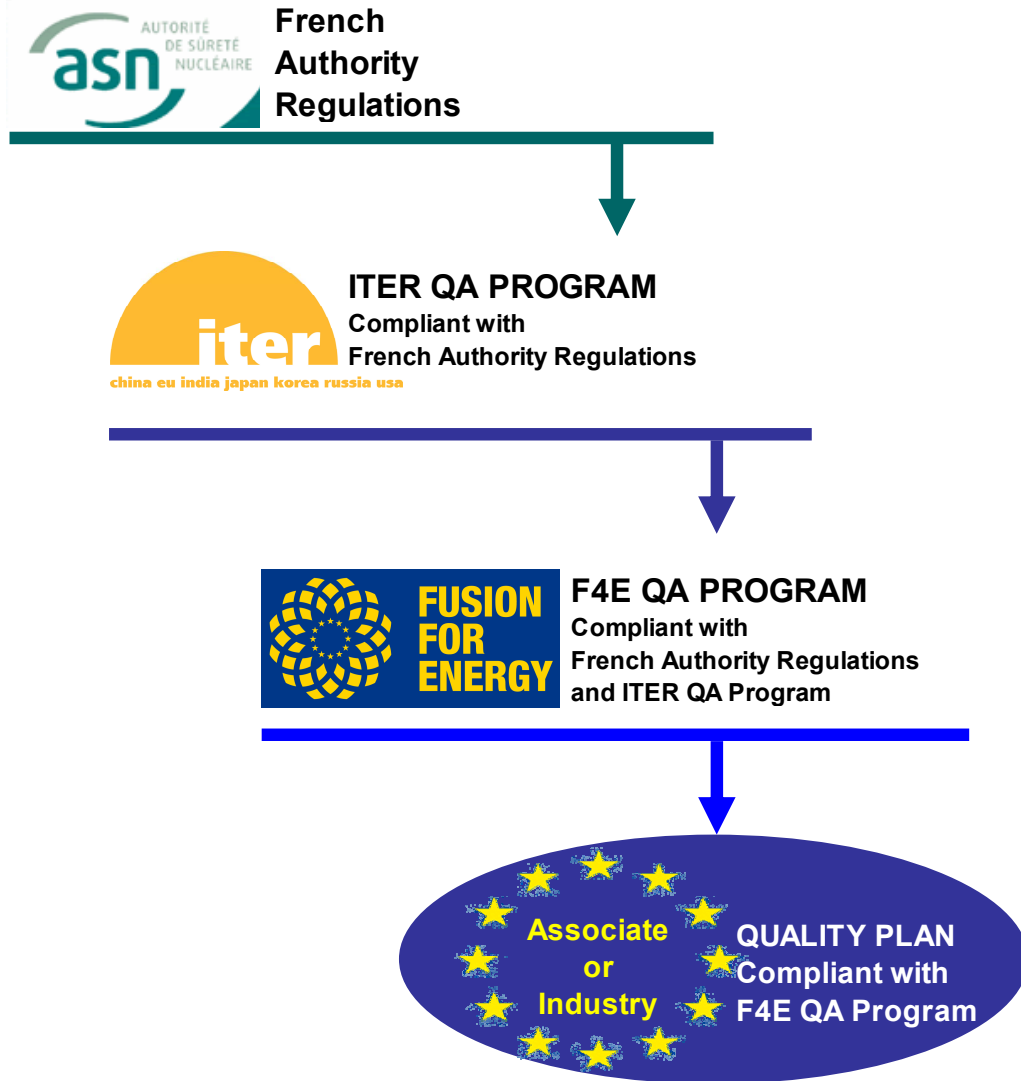 AUTORITÉ
DE SÛRETÉ
NUCLÉAIRE
asn
French
Authority
Regulations
iter
china eu india japan korea russia usa
ITER QA PROGRAM
Compliant with
French Authority Regulations
FUSION
FOR
ENERGY
F4E QA PROGRAM
Compliant with
French Authority Regulations
and ITER QA Program
Associate
or
Industry
QUALITY PLAN
Compliant with
F4E QA Program